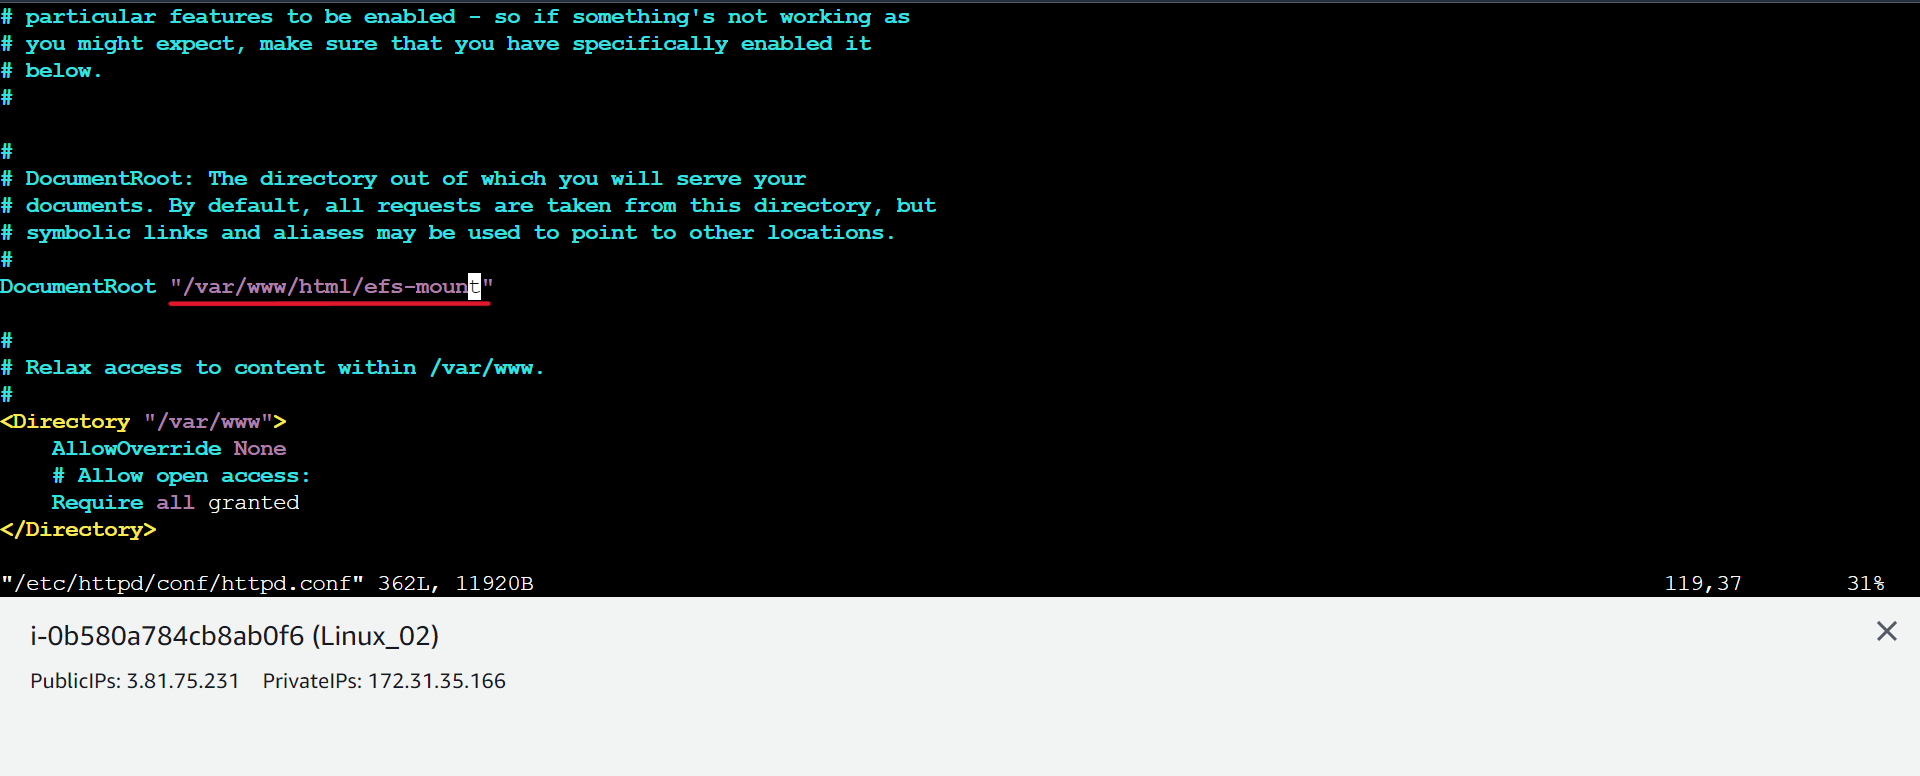 # particular features to be enabled - so if something's not working as
# you might expect, make sure that you have specifically enabled it
# below.
#
#
# DocumentRoot: The directory out of which you will serve your
# documents. By default, all requests are taken from this directory, but
# symbolic links and aliases may be used to point to other locations.
#
DocumentRoot "/var/www/html/efs-mount"
#
# Relax access to content within /var/www.
#
<Directory "/var/www">
    AllowOverride None
    # Allow open access:
    Require all granted
</Directory>
"/etc/httpd/conf/httpd.conf" 362L, 11920B 119,37 31%
i-0b580a784cb8ab0f6 (Linux_02)
PublicIPs: 3.81.75.231 PrivateIPs: 172.31.35.166